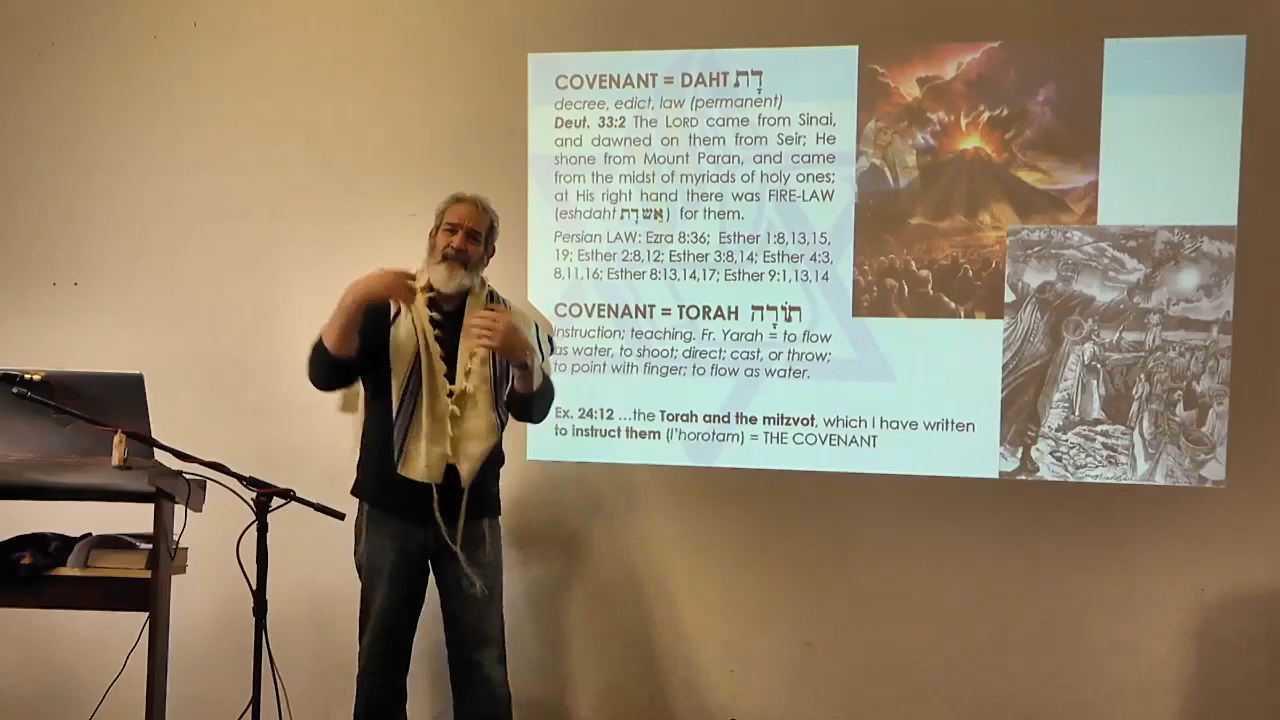 COVENANT = DAHT דָּת
decree, edict, law (permanent)
Deut. 33:2 The LORD came from Sinai,
and dawned on them from Seir; He
shone from Mount Paran, and came
from the midst of myriads of holy ones;
at His right hand there was FIRE-LAW
(eshdaht אֵשׁדָּת) for them.
Persian LAW: Ezra 8:36; Esther 1:8,13,15,
19; Esther 2:8,12; Esther 3:8,14; Esther 4:3,
8,11,16; Esther 8:13,14,17; Esther 9:1,13,14
COVENANT = TORAH תּוֹרָה
Instruction; teaching. Fr. Yarah = to flow
as water, to shoot; direct; cast, or throw;
to point with finger; to flow as water.
Ex. 24:12 ...the Torah and the mitzvot, which I have written
to instruct them (l'horotam) = THE COVENANT